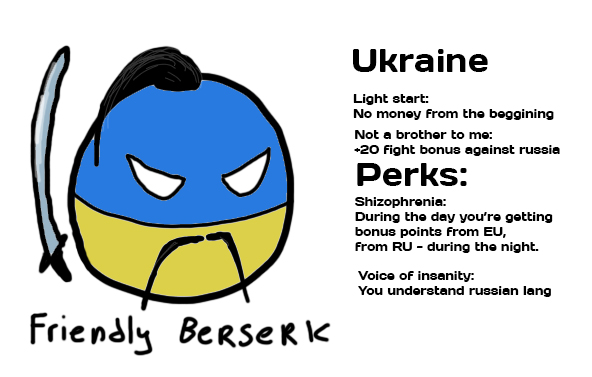 Ukraine
Light start:
No money from the beggining
Not a brother to me:
+20 fight bonus against russia
Perks:
Shizophrenia:
During the day you're getting
bonus points from EU,
from RU - during the night.
Voice of insanity:
You understand russian lang
Friendly Berserk